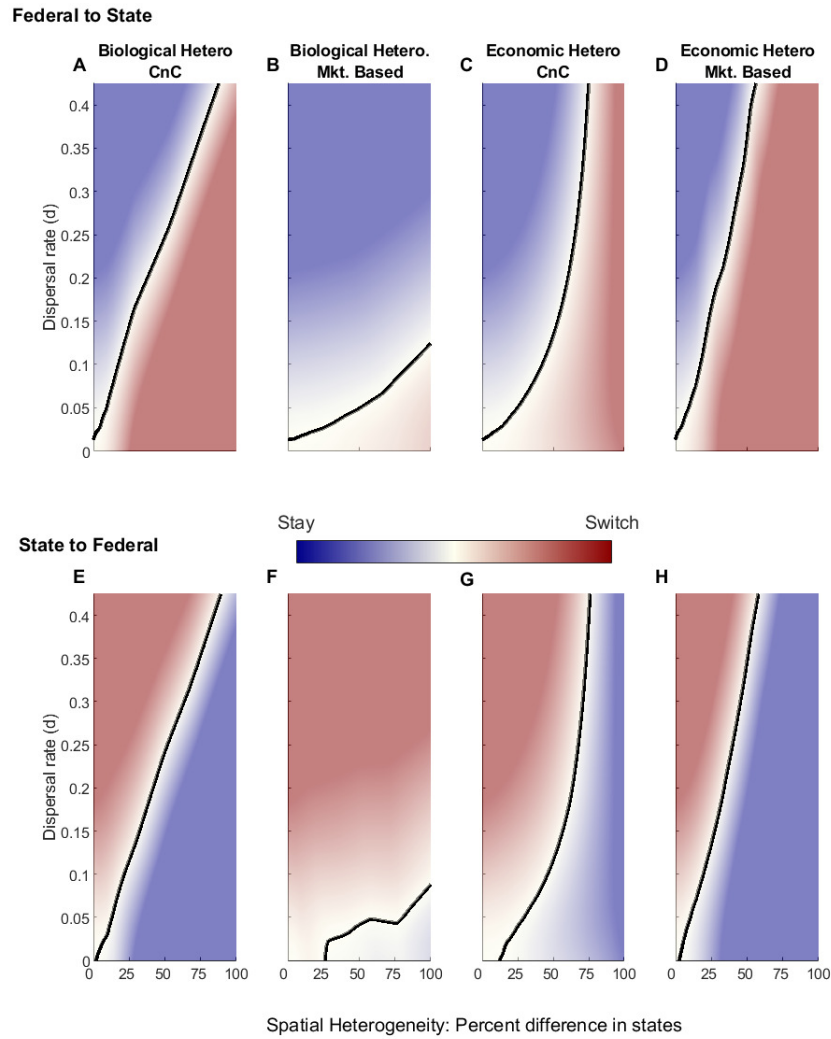 Federal to State
A
Biological Hetero
CnC
B
Biological Hetero.
Mkt. Based
C
Economic Hetero
CnC
D
Economic Hetero
Mkt. Based
Dispersal rate (d)
0.4
0.35
0.3
0.25
0.2
0.15
0.1
0.05
0
Stay
Switch
State to Federal
E
F
G
H
Dispersal rate (d)
0.4
0.35
0.3
0.25
0.2
0.15
0.1
0.05
0
0 25 50 75 100
0 25 50 75 100
0 25 50 75 100
0 25 50 75 100
Spatial Heterogeneity: Percent difference in states